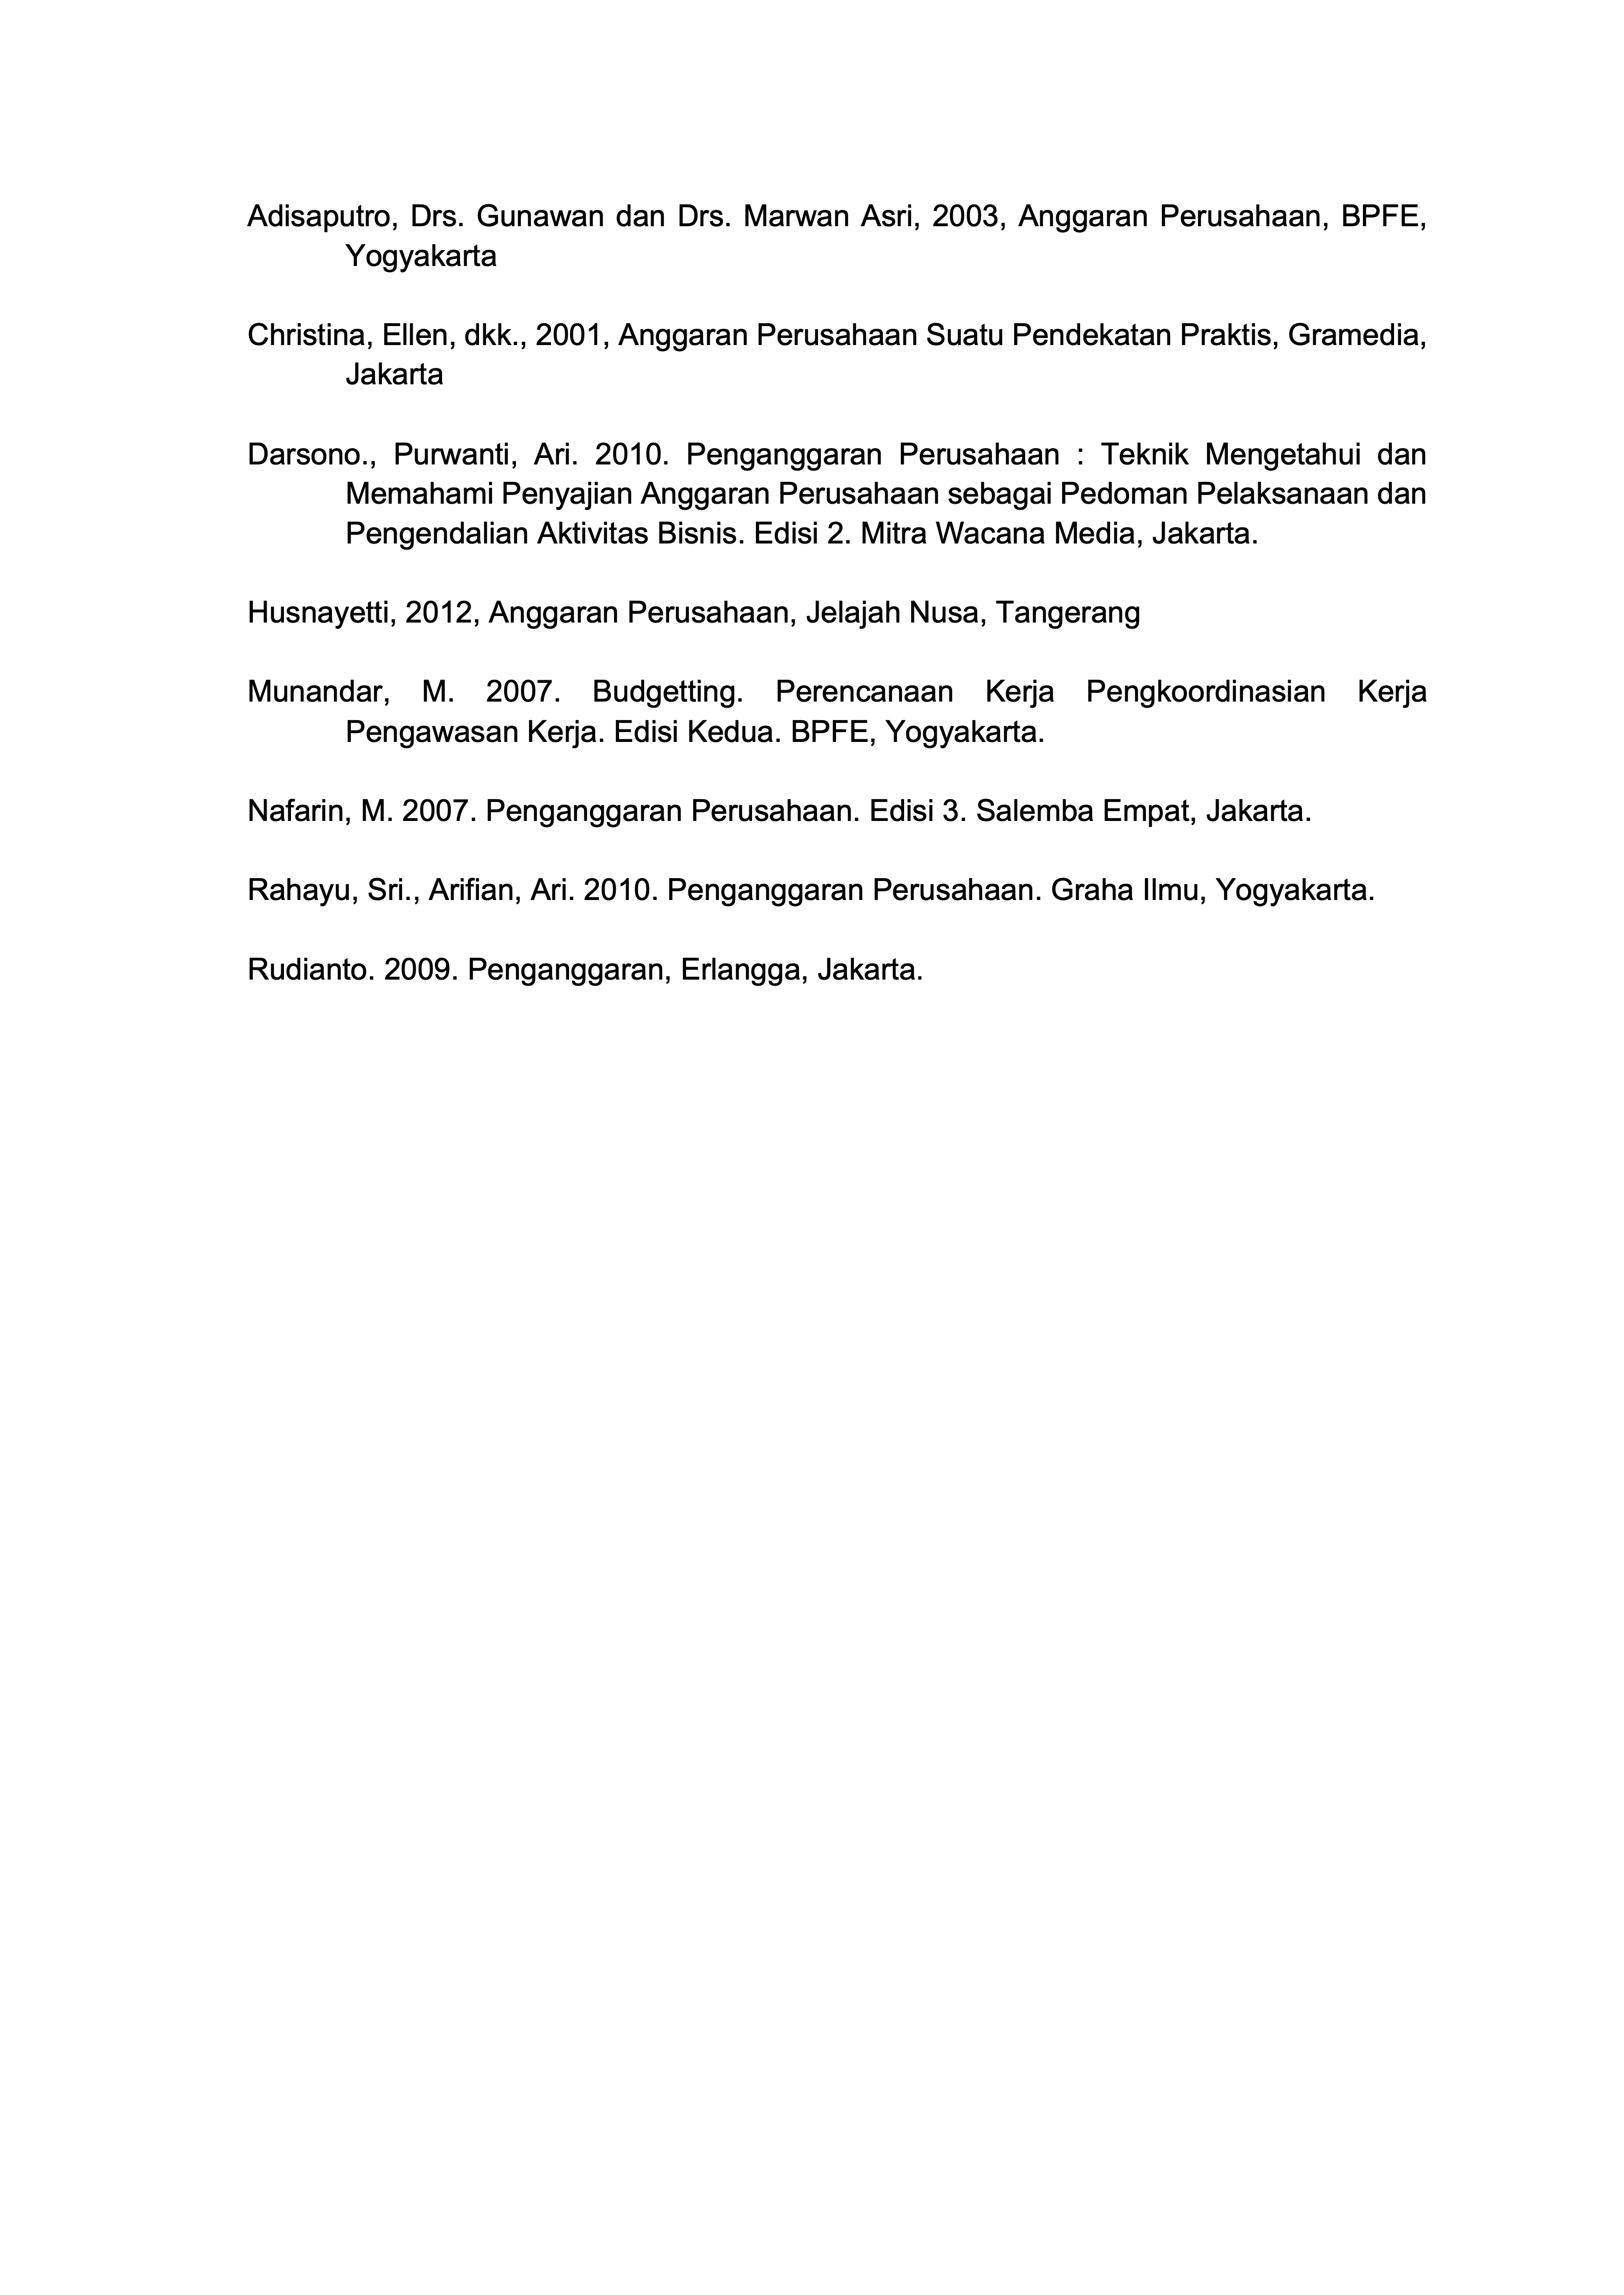 Adisaputro, Drs. Gunawan dan Drs. Marwan Asri, 2003, Anggaran Perusahaan, BPFE,
Yogyakarta
Christina, Ellen, dkk., 2001, Anggaran Perusahaan Suatu Pendekatan Praktis, Gramedia,
Jakarta
Darsono., Purwanti, Ari. 2010. Penganggaran Perusahaan : Teknik Mengetahui dan
Memahami Penyajian Anggaran Perusahaan sebagai Pedoman Pelaksanaan dan
Pengendalian Aktivitas Bisnis. Edisi 2. Mitra Wacana Media, Jakarta.
Husnayetti, 2012, Anggaran Perusahaan, Jelajah Nusa, Tangerang
Munandar, M. 2007. Budgetting. Perencanaan Kerja Pengkoordinasian Kerja
Pengawasan Kerja. Edisi Kedua. BPFE, Yogyakarta.
Nafarin, M. 2007. Penganggaran Perusahaan. Edisi 3. Salemba Empat, Jakarta.
Rahayu, Sri., Arifian, Ari. 2010. Penganggaran Perusahaan. Graha Ilmu, Yogyakarta.
Rudianto. 2009. Penganggaran, Erlangga, Jakarta.